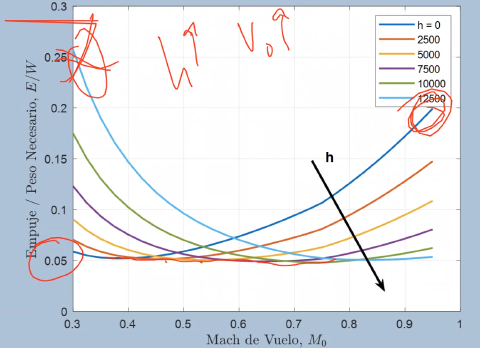 0.3
0.25
0.2
0.15
0.1
0.05
0
Empuje / Peso Necesario, E/W
0.3 0.4 0.5 0.6 0.7 0.8 0.9 1
Mach de Vuelo, M₀
h = 0
2500
5000
7500
10000
12500
h
h↑ V₀↑